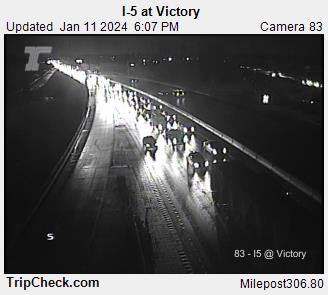 I-5 at Victory
Updated Jan 11 2024 6:07 PM Camera 83
T
S
83 - I5 @ Victory
TripCheck.com Milepost306.80